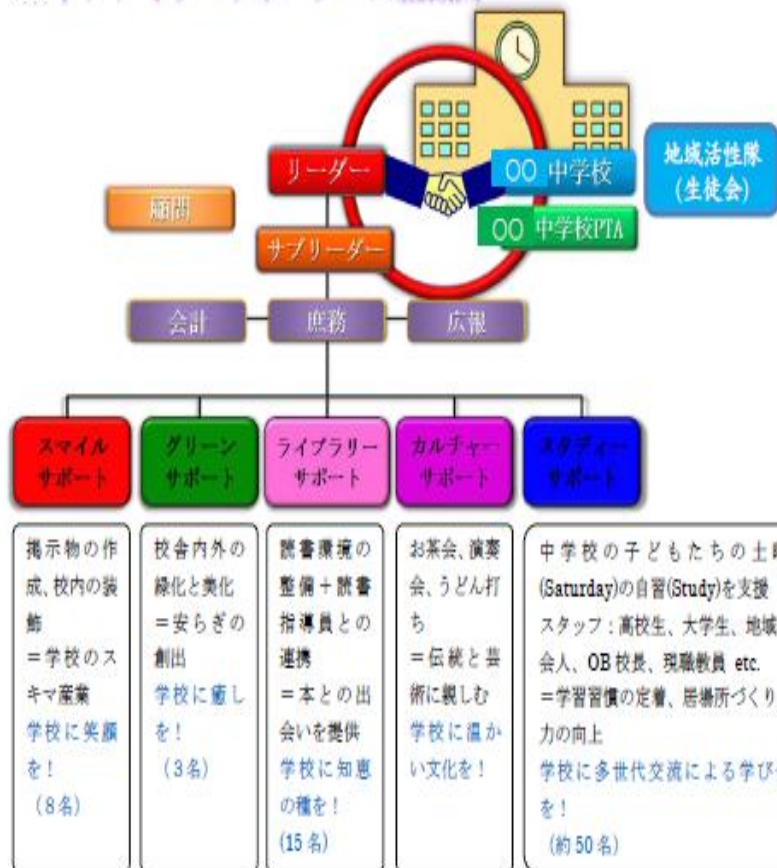 リーダー
〇〇 中学校
地域活性隊
(生徒会)
顧問
〇〇 中学校PTA
サブリーダー
会計
庶務
広報
スマイル
サポート
グリーン
サポート
ライブラリー
サポート
カルチャー
サポート
スタディー
サポート
掲示物の作
成、校内の装
飾
＝学校のス
キマ産業
学校に笑顔
を！
(8名)
校舎内外の
緑化と美化
＝安らぎの
創出
学校に癒し
を！
(3名)
読書環境の
整備＋読書
指導員との
連携
＝本との出
会いを提供
学校に知恵
の種を！
(15名)
お茶会、演奏
会、うどん打
ち
＝伝統と芸
術に親しむ
学校に温か
い文化を！
中学校の子どもたちの土
(Saturday)の自習(Study)を支援
スタッフ：高校生、大学生、地域
会人、OB校長、現職教員 etc.
＝学習習慣の定着、居場所づくり
力の向上
学校に多世代交流による学び
を！
(約50名)